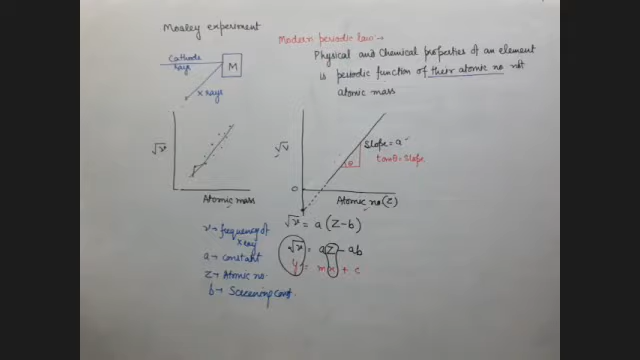 Mosley experiment
Cathode
rays
M
x rays
√ν
Atomic mass
ν → frequency of
x ray
a → constant
Z → Atomic no.
b → Screening const.
Modern periodic law →
Physical and Chemical properties of an element
is periodic function of their atomic no not
atomic mass
√ν
Slope = a
θ
tanθ = Slope
0
Atomic no (Z)
√ν = a (Z-b)
√ν = aZ - ab
y = mx + c